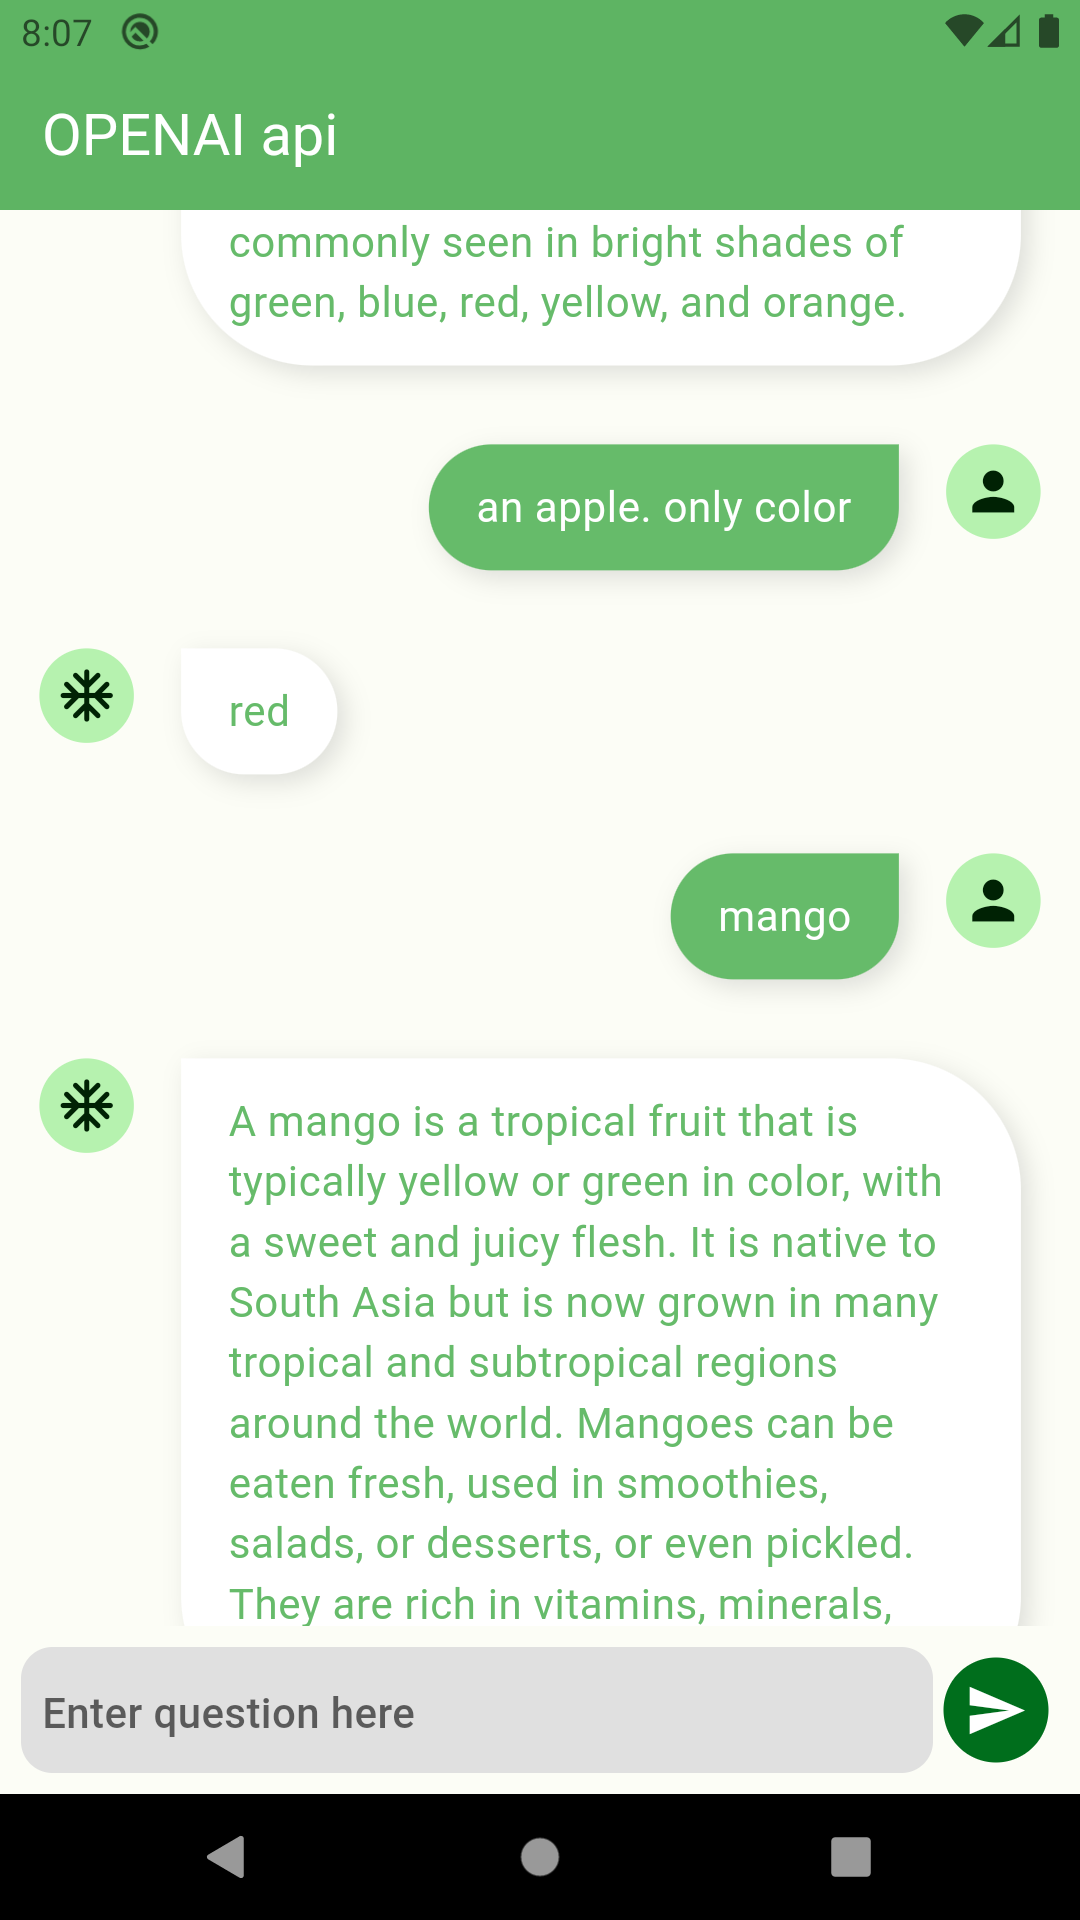 8:07
OPENAI api
commonly seen in bright shades of
green, blue, red, yellow, and orange.
an apple. only color
red
mango
A mango is a tropical fruit that is
typically yellow or green in color, with
a sweet and juicy flesh. It is native to
South Asia but is now grown in many
tropical and subtropical regions
around the world. Mangoes can be
eaten fresh, used in smoothies,
salads, or desserts, or even pickled.
They are rich in vitamins, minerals,
Enter question here